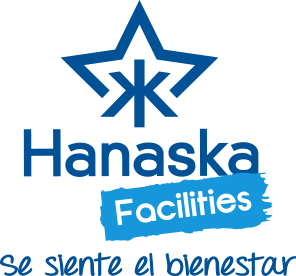 Hanaska
Facilities
Se siente el bienestar